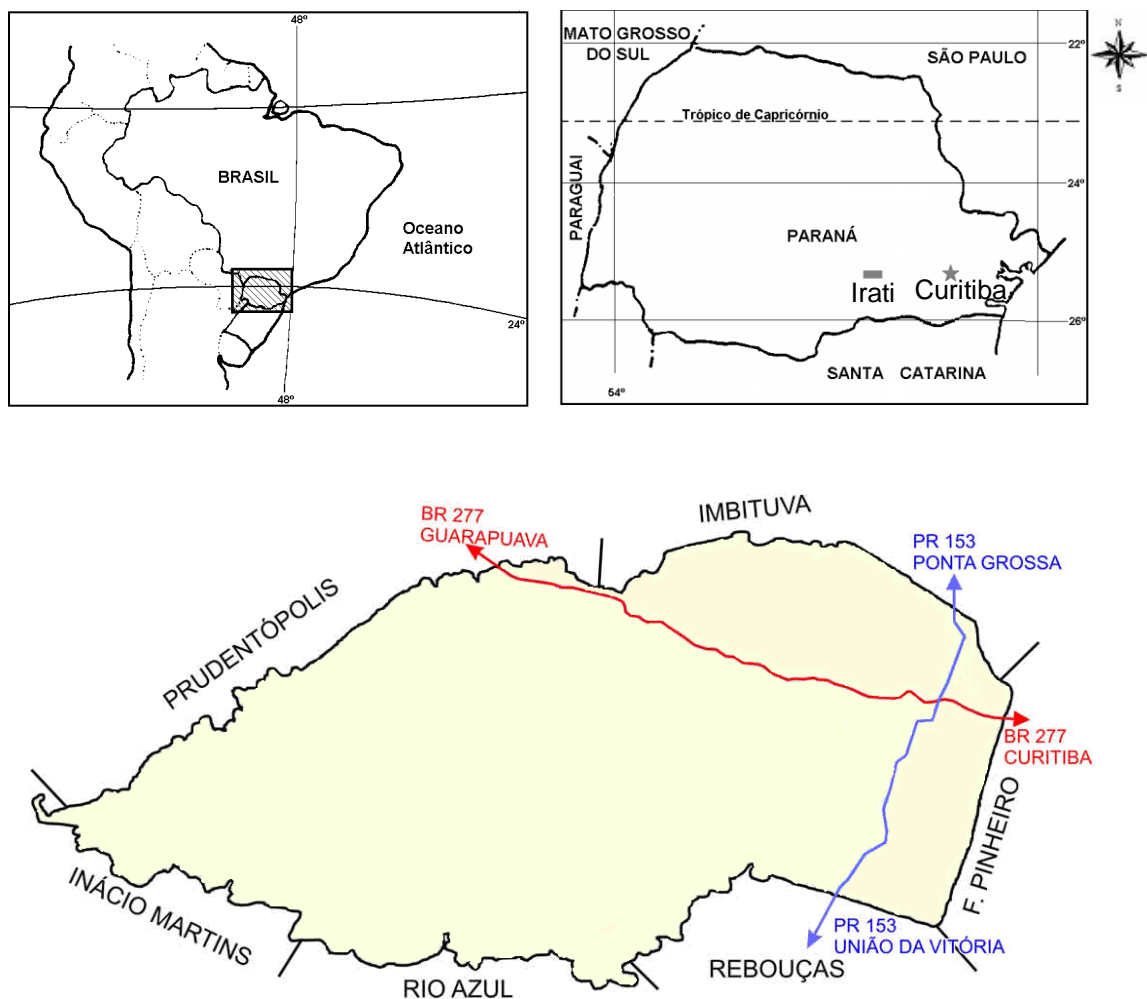 48º
BRASIL
Oceano
Atlântico
24º
48º
MATO GROSSO
DO SUL
SÃO PAULO
22º
N
S
Trópico de Capricórnio
PARAGUAI
24º
PARANÁ
Irati
Curitiba
26º
SANTA CATARINA
54º
IMBITUVA
BR 277
GUARAPUAVA
PR 153
PONTA GROSSA
PRUDENTÓPOLIS
BR 277
CURITIBA
F. PINHEIRO
INÁCIO MARTINS
PR 153
UNIÃO DA VITÓRIA
REBOUÇAS
RIO AZUL